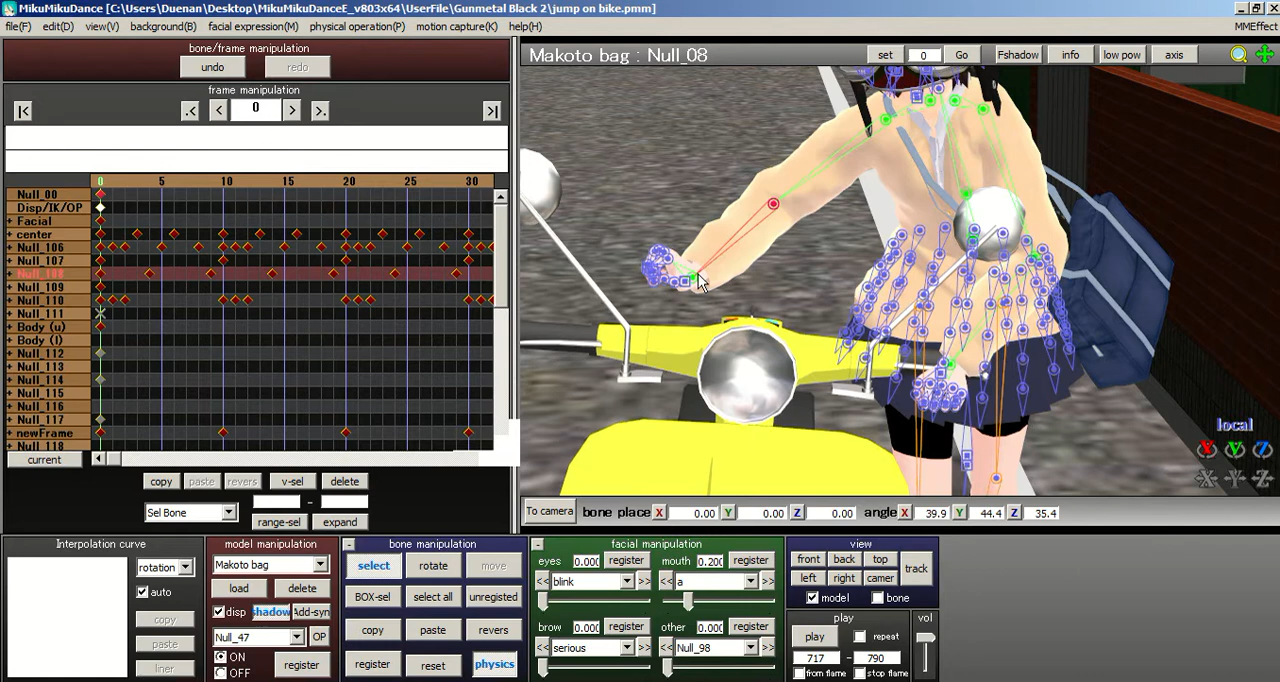 MikuMikuDance [C:\Users\Duenan\Desktop\MikuMikuDanceE_v803x64\UserFile\Gunmetal Black 2\jump on bike.pmm]
file(F) edit(D) view(V) background(B) facial expression(M) physical operation(P) motion capture(K) help(H) MMEffect
bone/frame manipulation
undo redo
frame manipulation
.< < 0 > >.
0 5 10 15 20 25 30
Null_00
Disp/IK/OP
+ Facial
+ center
+ Null_106
+ Null_107
+ Null_108
+ Null_109
+ Null_110
+ Null_111
+ Body (u)
+ Body (l)
+ Null_112
+ Null_113
+ Null_114
+ Null_115
+ Null_116
+ Null_117
+ newFrame
+ Null_118
current
copy paste revers v-sel delete
Sel Bone -
range-sel expand
Makoto bag : Null_08
set 0 Go Fshadow info low pow axis
local
X Y Z
X Y Z
To camera bone place X 0.00 Y 0.00 Z 0.00 angle X 39.9 Y 44.4 Z 35.4
Interpolation curve
rotation
auto
copy
paste
liner
model manipulation
Makoto bag
load delete
disp shadow Add-syn
Null_47 OP
ON
OFF
register
- bone manipulation
select rotate move
BOX-sel select all unregisted
copy paste revers
register reset physics
- facial manipulation
eyes 0.000 register mouth 0.200 register
<< blink >> << a >>
brow 0.000 register other 0.000 register
<< serious >> << Null_98 >>
view
front back top track
left right camer
model bone
play
play repeat
717 - 790
from flame stop flame
vol